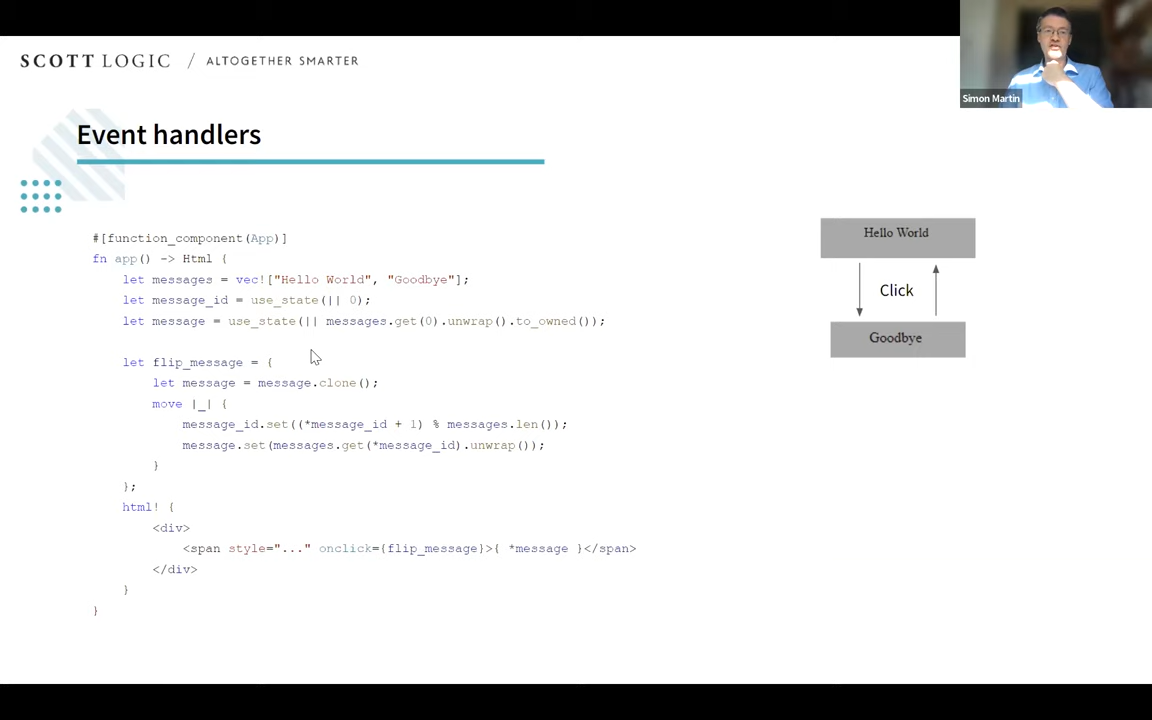 SCOTT LOGIC / ALTOGETHER SMARTER
Simon Martin
Event handlers
#[function_component(App)]
fn app() -> Html {
    let messages = vec!["Hello World", "Goodbye"];
    let message_id = use_state(|| 0);
    let message = use_state(|| messages.get(0).unwrap().to_owned());
    let flip_message = {
        let message = message.clone();
        move |_| {
            message_id.set((*message_id + 1) % messages.len());
            message.set(messages.get(*message_id).unwrap());
        }
    };
    html! {
        <div>
            <span style="..." onclick={flip_message}>{ *message }</span>
        </div>
    }
}
Hello World
Click
Goodbye